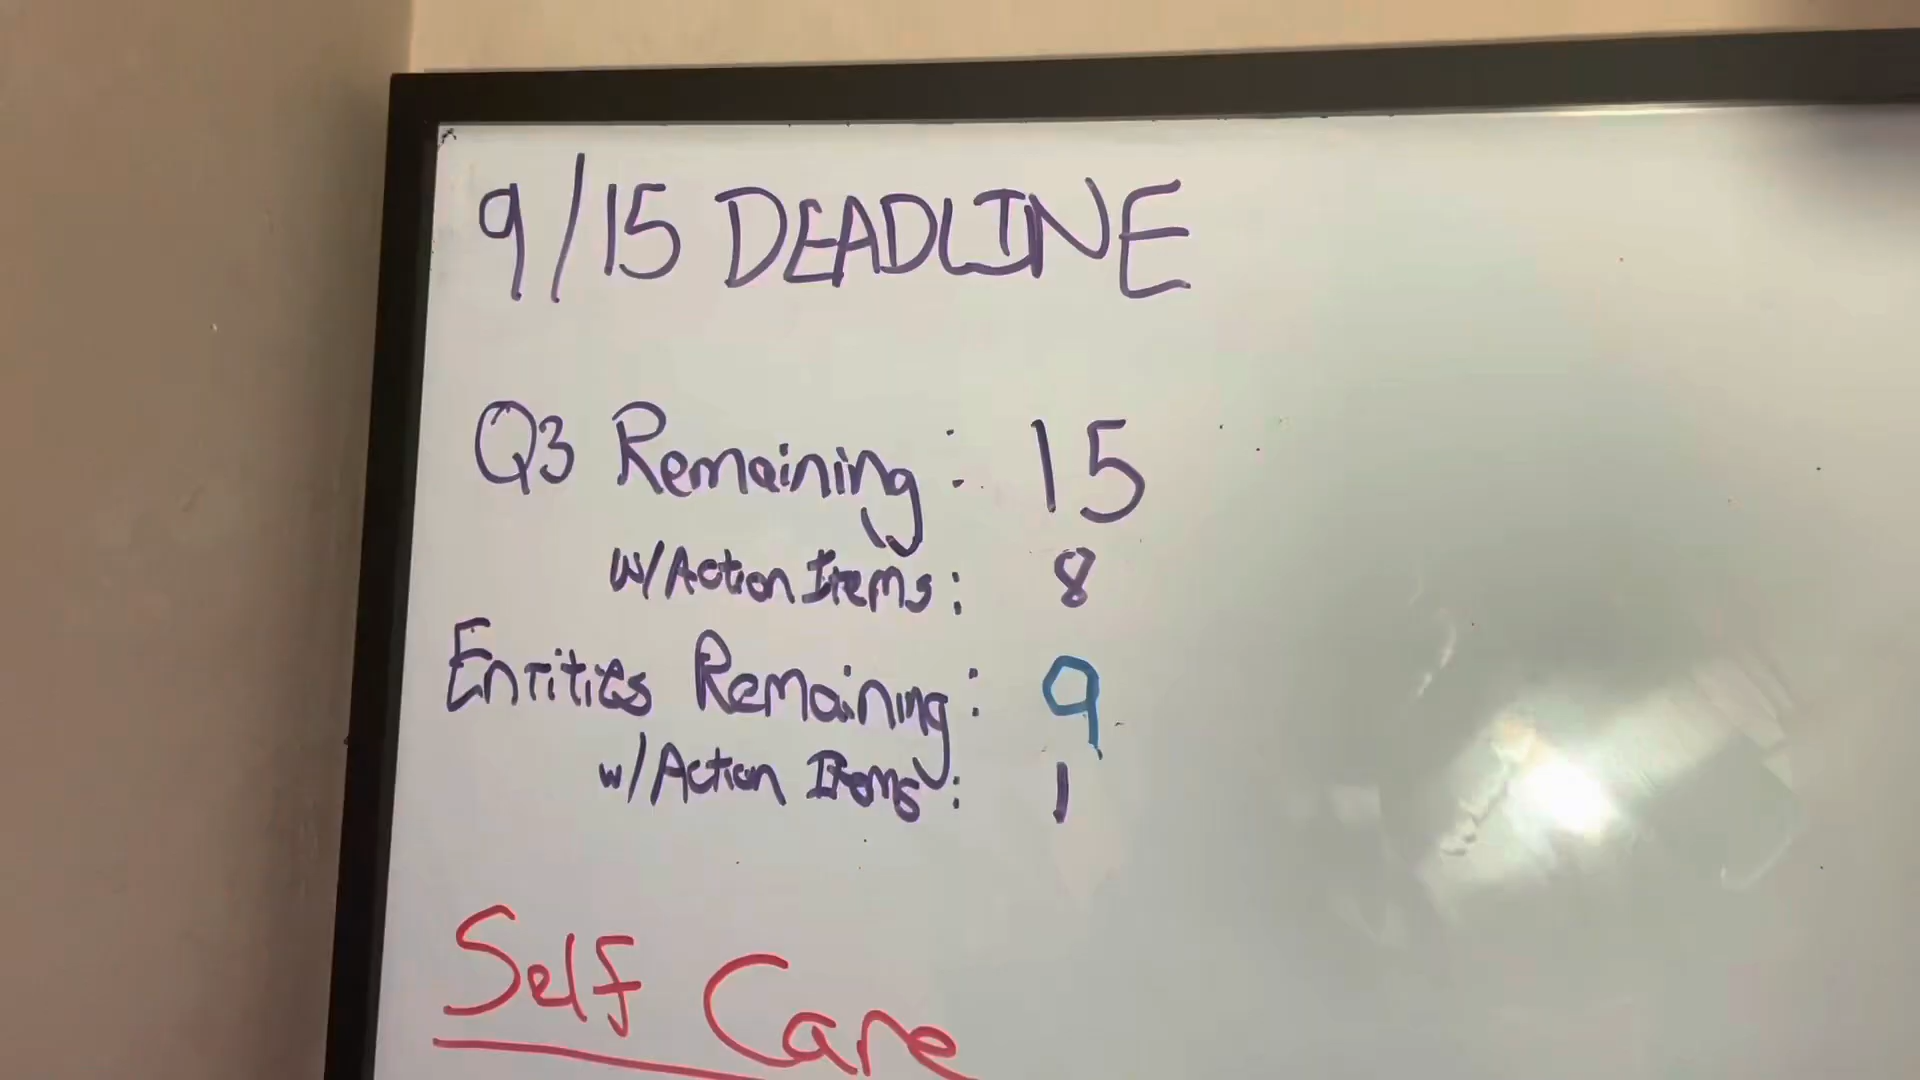 9/15 DEADLINE
Q3 Remaining: 15
w/Action Items: 8
Entities Remaining: 9
w/Action Items: 1
Self Care